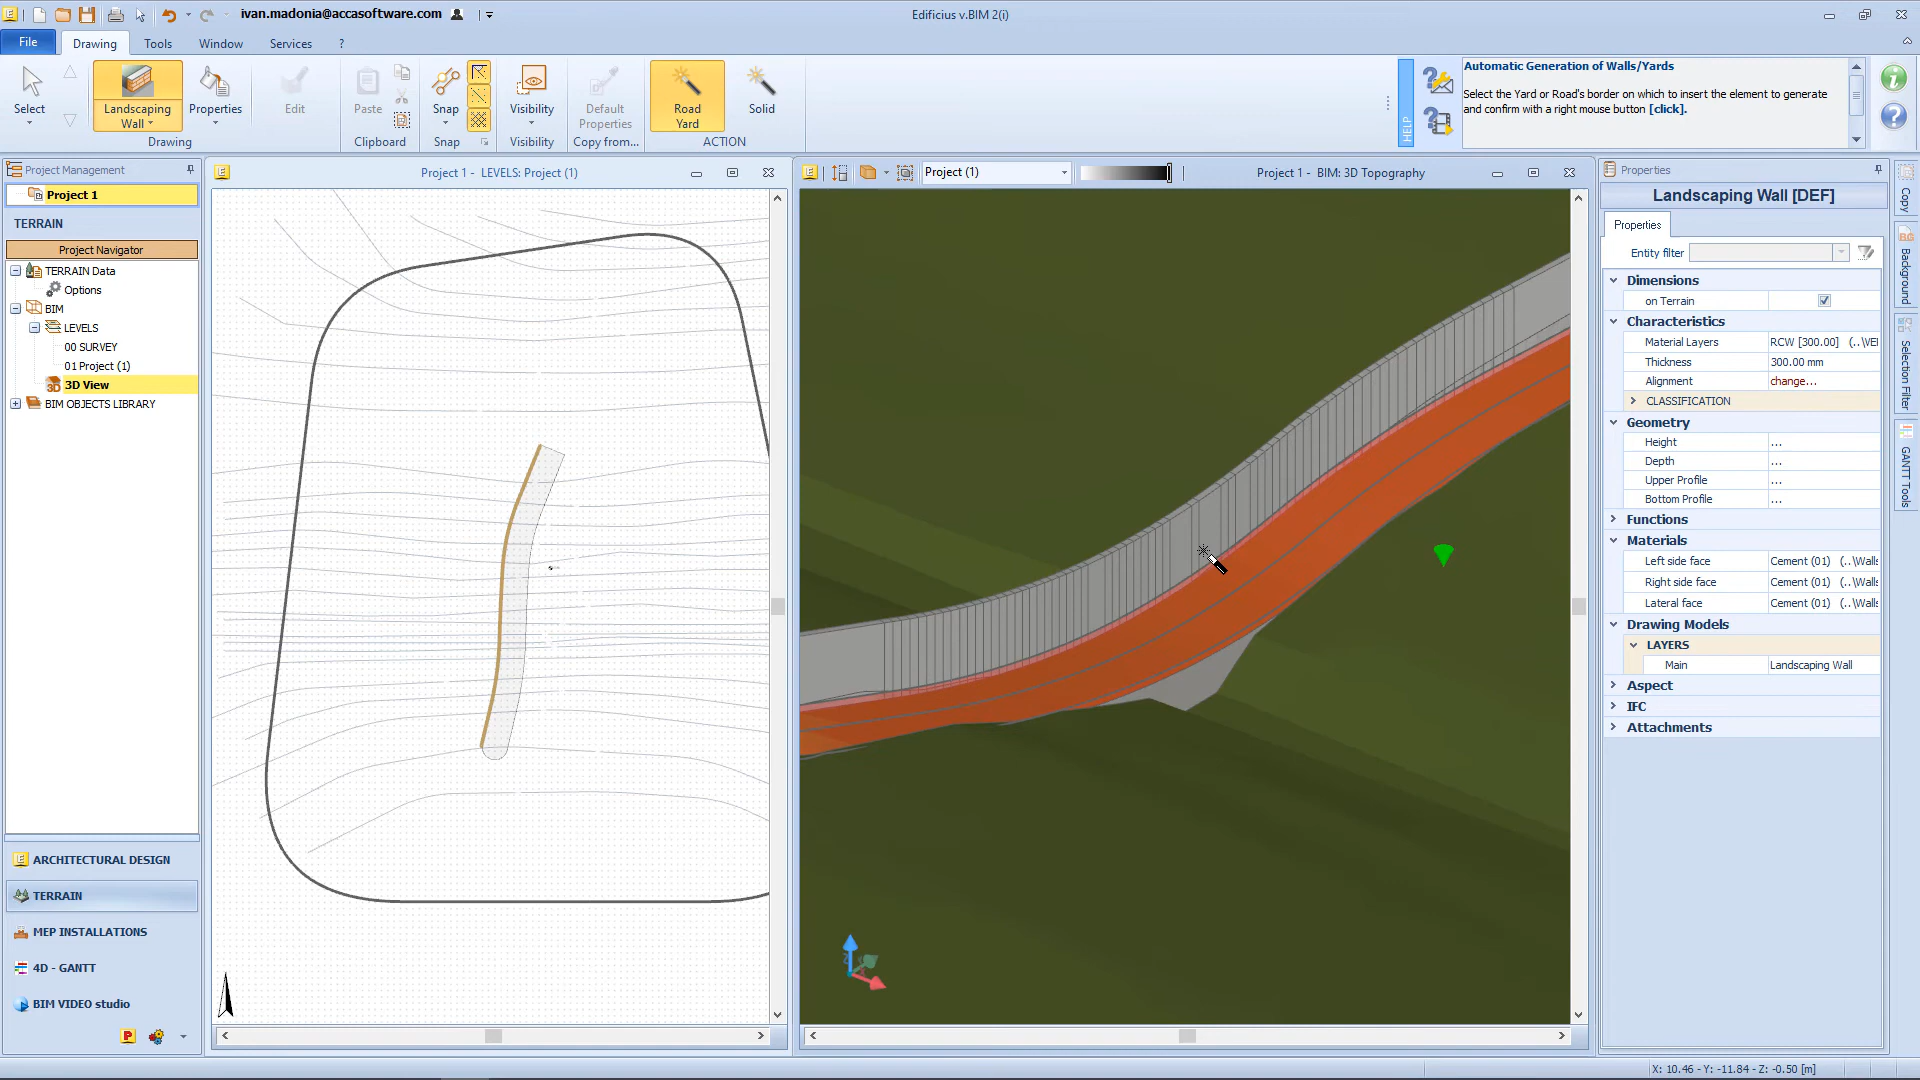 ivan.madonia@accasoftware.com
Edificius v.BIM 2(i)
File
Drawing
Tools
Window
Services
?
Select
Landscaping
Wall
Properties
Edit
Drawing
Paste
Clipboard
Snap
Snap
Visibility
Visibility
Default
Properties
Copy from...
Road
Yard
Solid
ACTION
HELP
Automatic Generation of Walls/Yards
Select the Yard or Road's border on which to insert the element to generate
and confirm with a right mouse button [click].
Project Management
Project 1
TERRAIN
Project Navigator
TERRAIN Data
Options
BIM
LEVELS
00 SURVEY
01 Project (1)
3D View
BIM OBJECTS LIBRARY
ARCHITECTURAL DESIGN
TERRAIN
MEP INSTALLATIONS
4D - GANTT
BIM VIDEO studio
Project 1 - LEVELS: Project (1)
Project (1)
Project 1 - BIM: 3D Topography
Properties
Landscaping Wall [DEF]
Properties
Entity filter
Dimensions
on Terrain
Characteristics
Material Layers RCW [300.00] (..\VE
Thickness 300.00 mm
Alignment change...
CLASSIFICATION
Geometry
Height ...
Depth ...
Upper Profile ...
Bottom Profile ...
Functions
Materials
Left side face Cement (01) (..\Walls
Right side face Cement (01) (..\Walls
Lateral face Cement (01) (..\Walls
Drawing Models
LAYERS
Main Landscaping Wall
Aspect
IFC
Attachments
Copy
Background
Selection Filter
GANTT Tools
X: 10.46 - Y: -11.84 - Z: -0.50 [m]